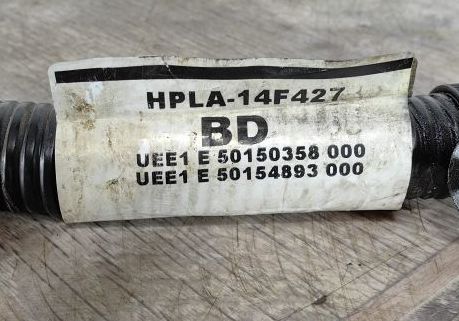 HPLA-14F427
BD
UEE1 E 50150358 000
UEE1 E 50154893 000